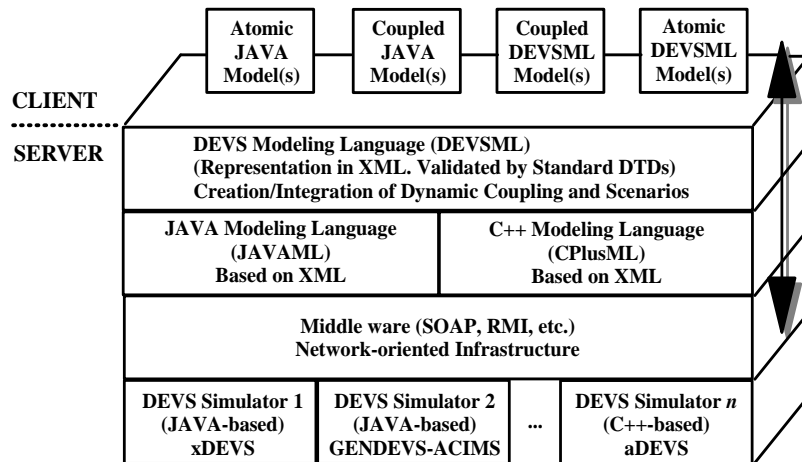 Atomic
JAVA
Model(s)
Coupled
JAVA
Model(s)
Coupled
DEVSML
Model(s)
Atomic
DEVSML
Model(s)
CLIENT
SERVER
DEVS Modeling Language (DEVSML)
(Representation in XML. Validated by Standard DTDs)
Creation/Integration of Dynamic Coupling and Scenarios
JAVA Modeling Language
(JAVAML)
Based on XML
C++ Modeling Language
(CPlusML)
Based on XML
Middle ware (SOAP, RMI, etc.)
Network-oriented Infrastructure
DEVS Simulator 1
(JAVA-based)
xDEVS
DEVS Simulator 2
(JAVA-based)
GENDEVS-ACIMS
...
DEVS Simulator n
(C++-based)
aDEVS